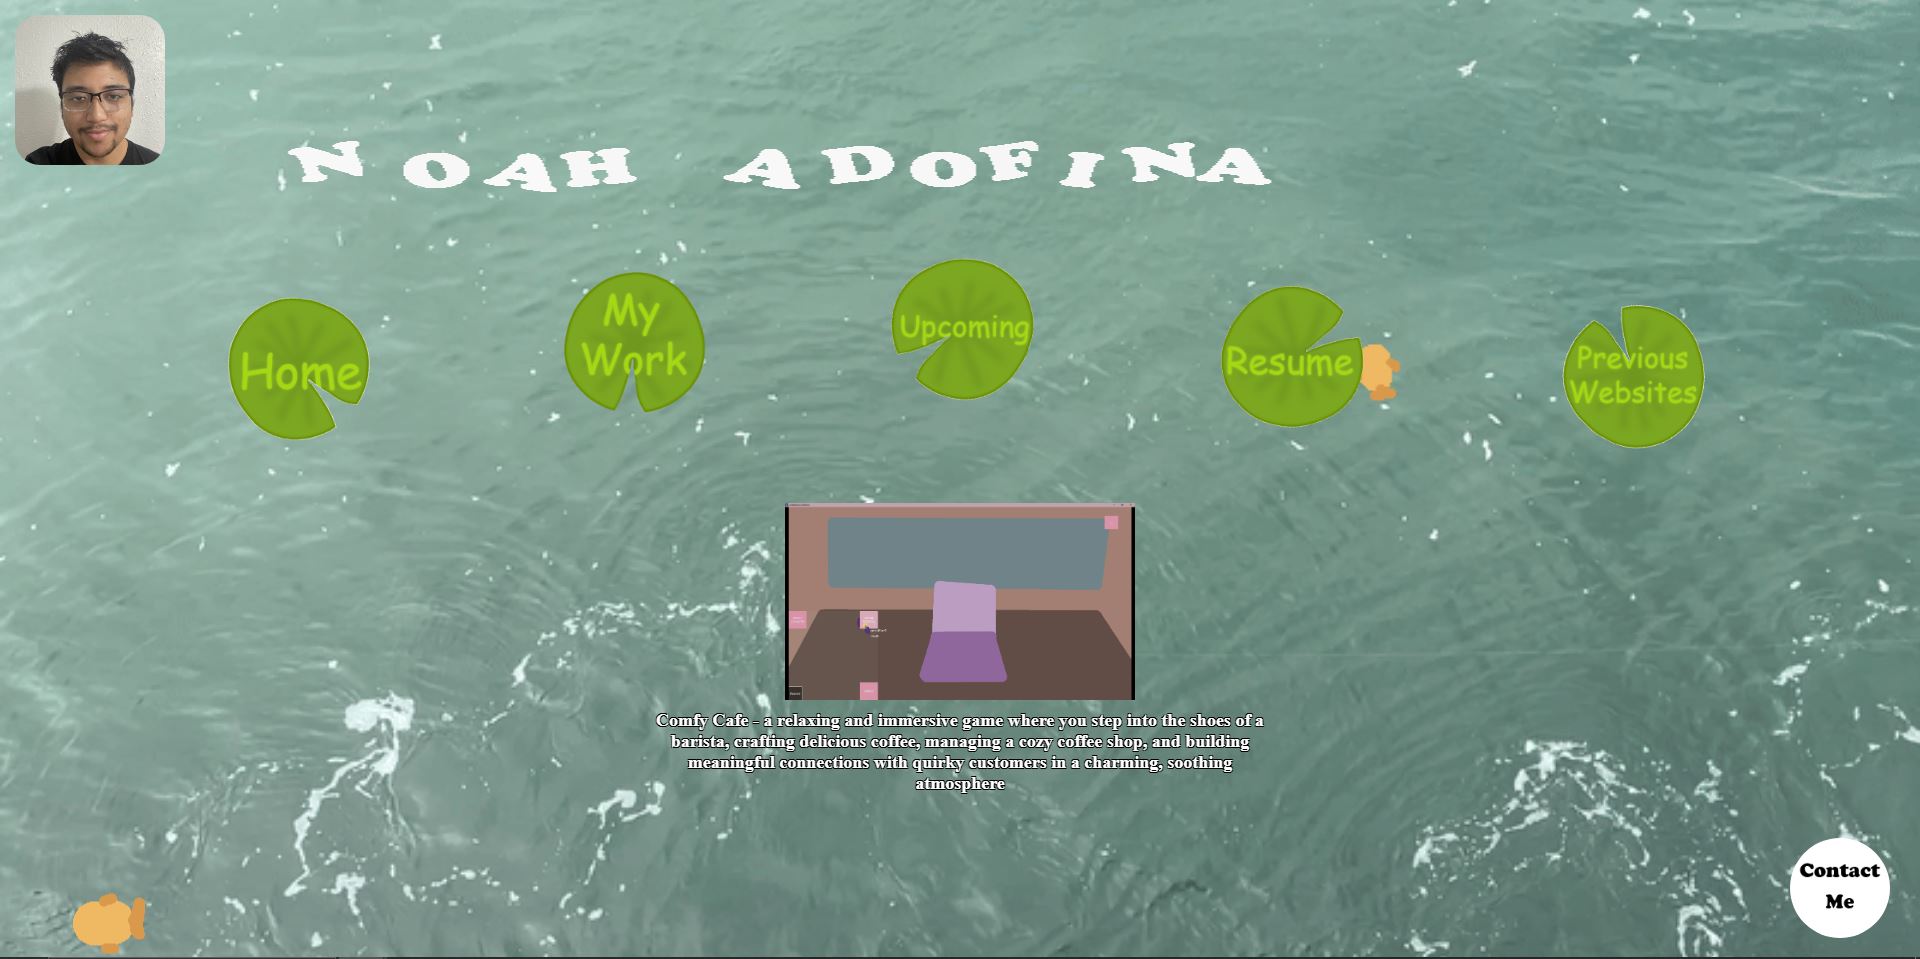 NOAH ADOFINA
Home
My
Work
Upcoming
Resume
Previous
Websites
Comfy Cafe - a relaxing and immersive game where you step into the shoes of a
barista, crafting delicious coffee, managing a cozy coffee shop, and building
meaningful connections with quirky customers in a charming, soothing
atmosphere
Contact
Me